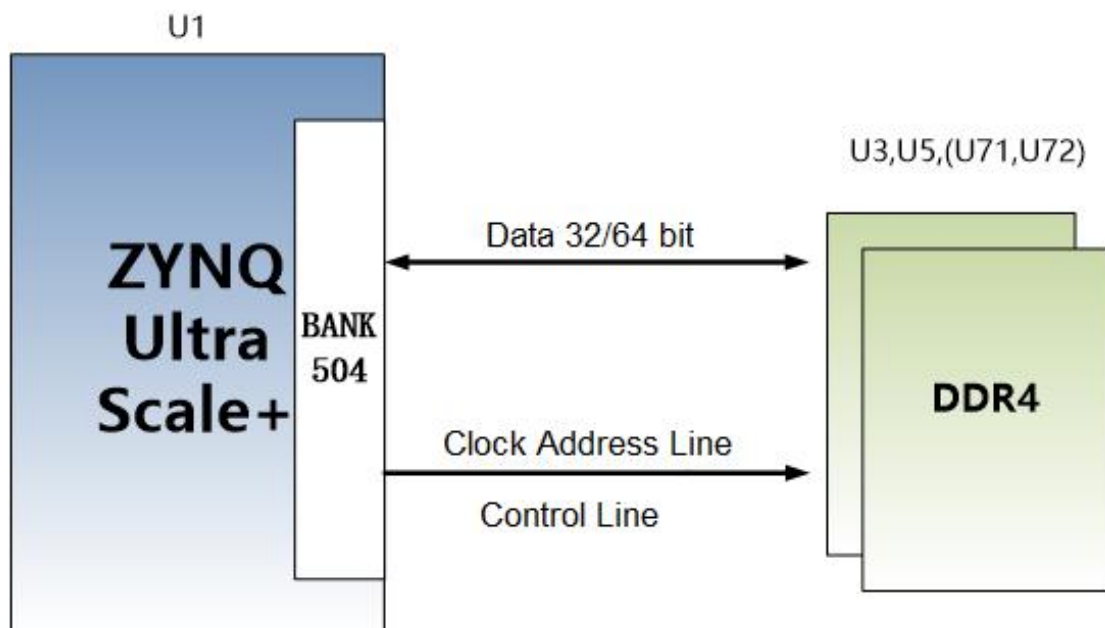 U1
U3,U5,(U71,U72)
Data 32/64 bit
ZYNQ
Ultra
Scale+
BANK
504
DDR4
Clock Address Line
Control Line